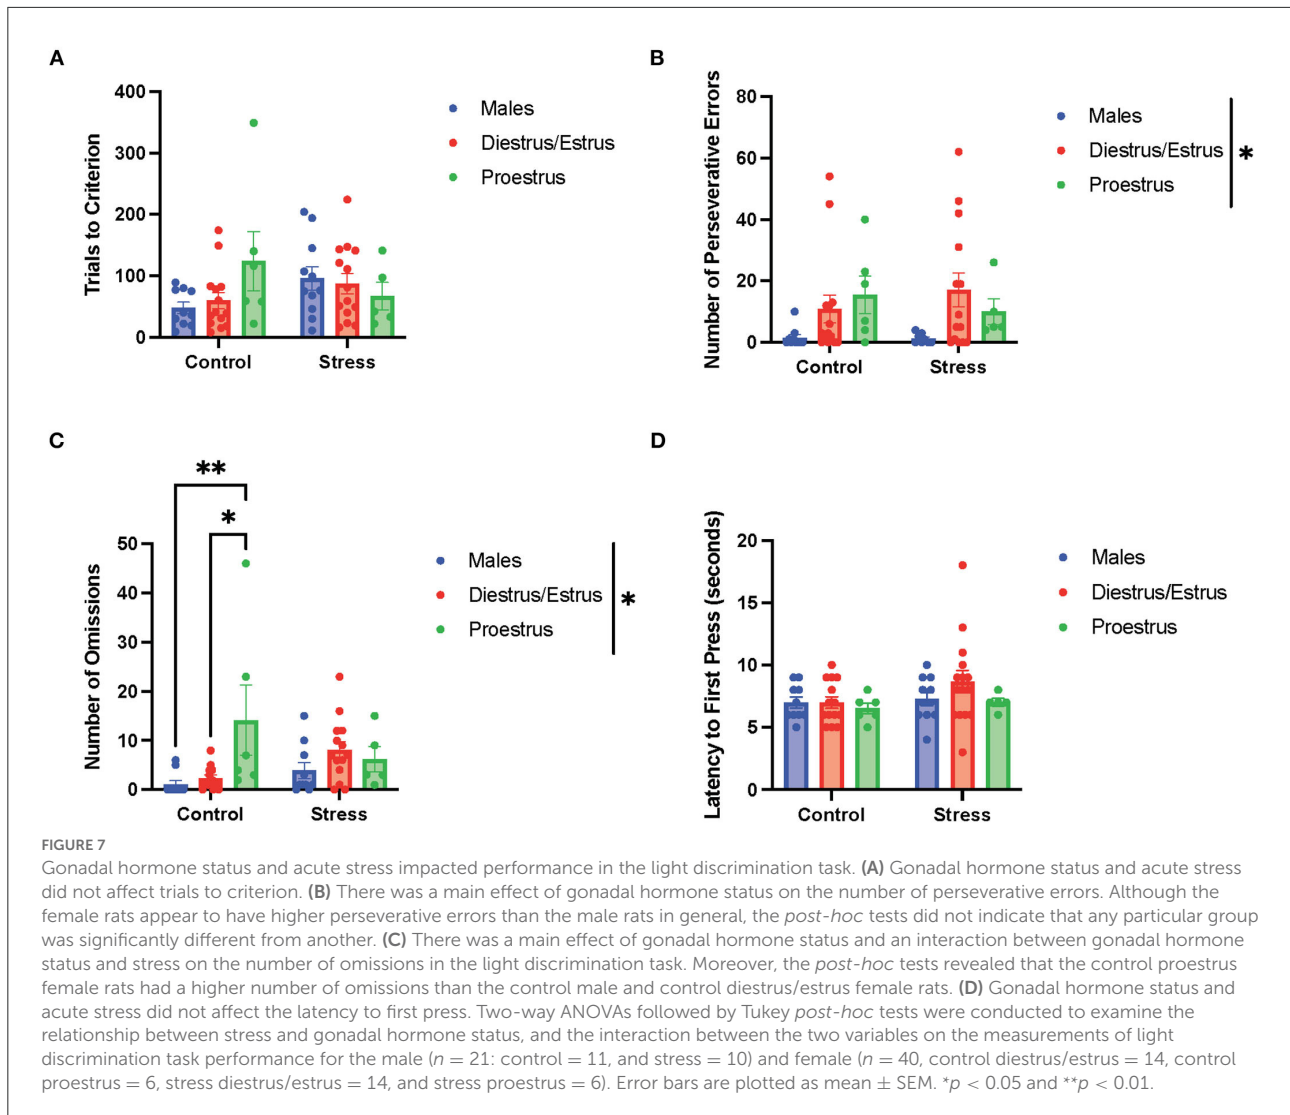 A
400
300
200
100
0
Trials to Criterion
Control
Stress
Males
Diestrus/Estrus
Proestrus
B
80
60
40
20
0
Number of Perseverative Errors
Control
Stress
Males
Diestrus/Estrus
Proestrus
*
C
**
*
50
40
30
20
10
0
Number of Omissions
Control
Stress
Males
Diestrus/Estrus
Proestrus
*
D
20
15
10
5
0
Latency to First Press (seconds)
Control
Stress
Males
Diestrus/Estrus
Proestrus
FIGURE 7
Gonadal hormone status and acute stress impacted performance in the light discrimination task. (A) Gonadal hormone status and acute stress
did not affect trials to criterion. (B) There was a main effect of gonadal hormone status on the number of perseverative errors. Although the
female rats appear to have higher perseverative errors than the male rats in general, the post-hoc tests did not indicate that any particular group
was significantly different from another. (C) There was a main effect of gonadal hormone status and an interaction between gonadal hormone
status and stress on the number of omissions in the light discrimination task. Moreover, the post-hoc tests revealed that the control proestrus
female rats had a higher number of omissions than the control male and control diestrus/estrus female rats. (D) Gonadal hormone status and
acute stress did not affect the latency to first press. Two-way ANOVAs followed by Tukey post-hoc tests were conducted to examine the
relationship between stress and gonadal hormone status, and the interaction between the two variables on the measurements of light
discrimination task performance for the male (n = 21: control = 11, and stress = 10) and female (n = 40, control diestrus/estrus = 14, control
proestrus = 6, stress diestrus/estrus = 14, and stress proestrus = 6). Error bars are plotted as mean ± SEM. *p < 0.05 and **p < 0.01.